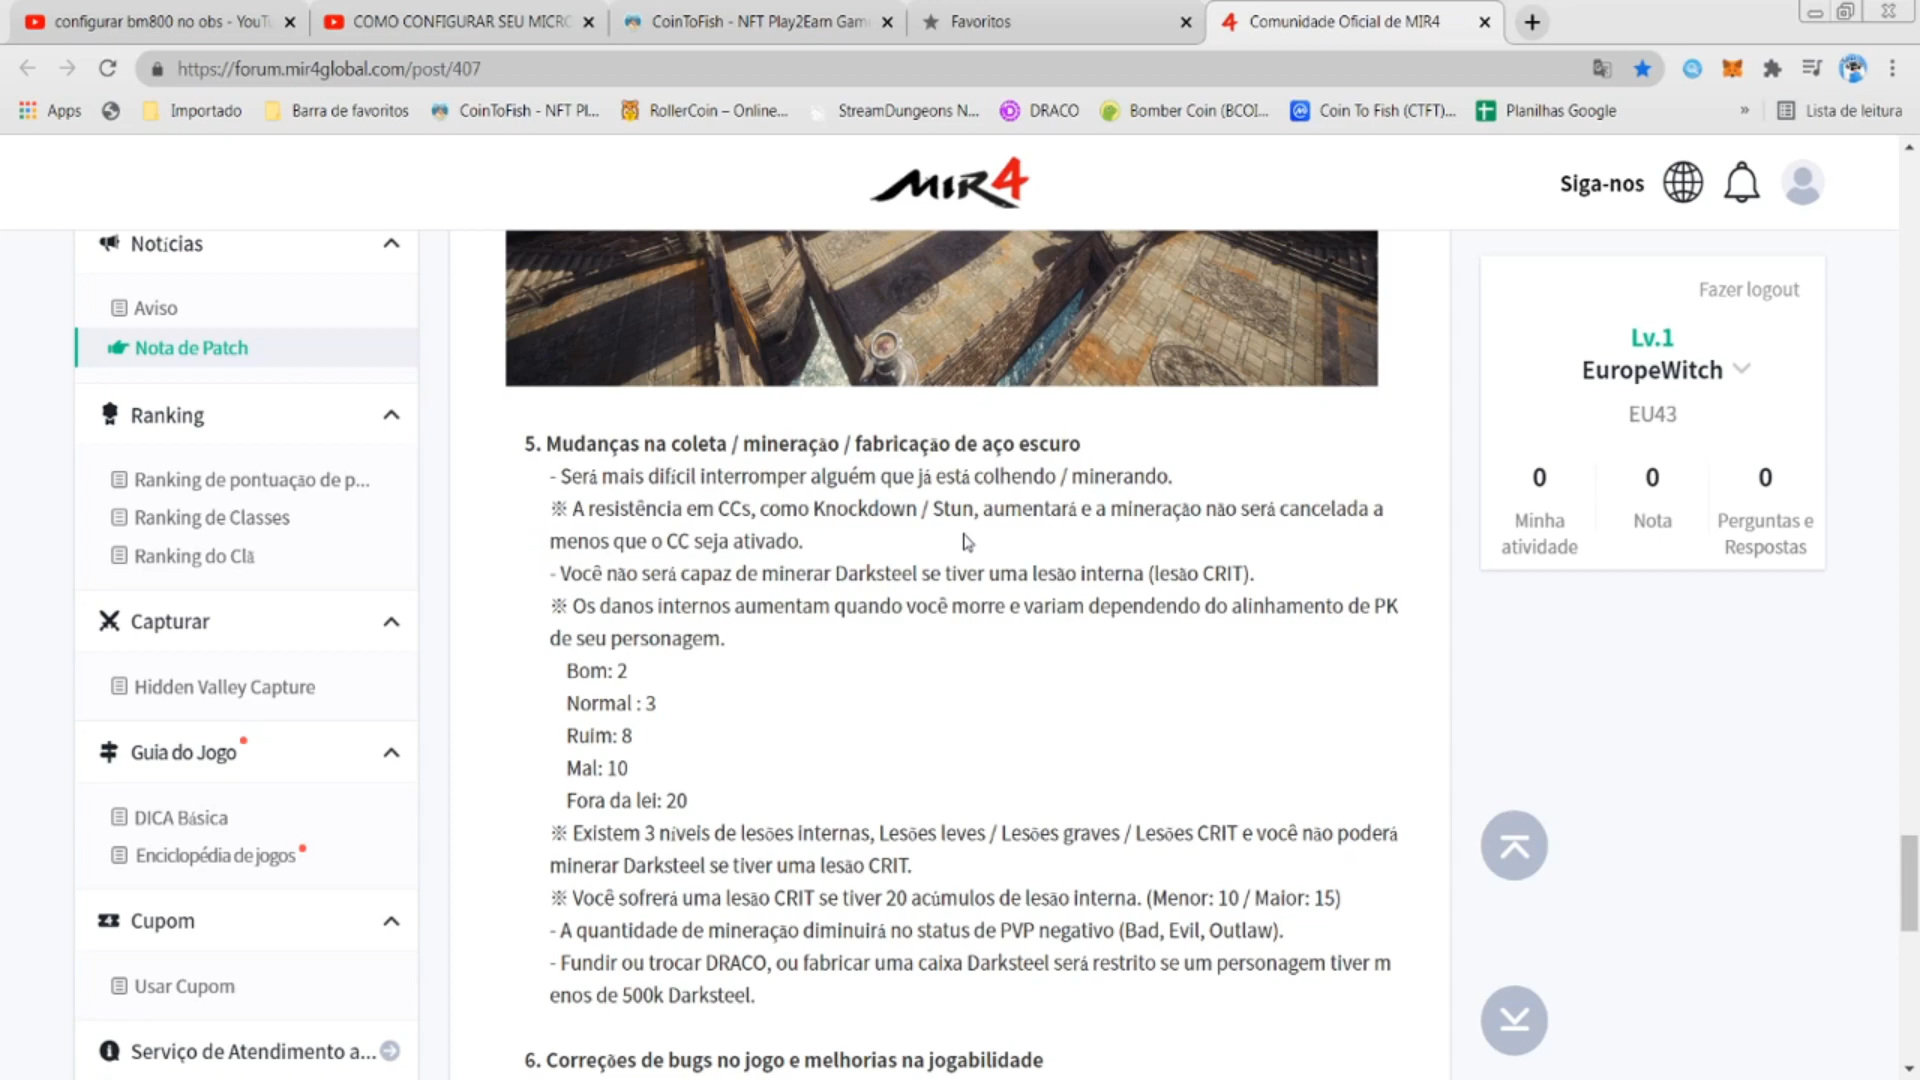 configurar bm800 no obs - YouTu
COMO CONFIGURAR SEU MICRO
CoinToFish - NFT Play2Earn Gam
Favoritos
Comunidade Oficial de MIR4
https://forum.mir4global.com/post/407
Apps
Importado
Barra de favoritos
CoinToFish - NFT Pl...
RollerCoin – Online...
StreamDungeons N...
DRACO
Bomber Coin (BCOI...
Coin To Fish (CTFT)...
Planilhas Google
»
Lista de leitura
MIR4
Siga-nos
Notícias
Aviso
Nota de Patch
Ranking
Ranking de pontuação de p...
Ranking de Classes
Ranking do Clã
Capturar
Hidden Valley Capture
Guia do Jogo
DICA Básica
Enciclopédia de jogos
Cupom
Usar Cupom
Serviço de Atendimento a...
5. Mudanças na coleta / mineração / fabricação de aço escuro
- Será mais difícil interromper alguém que já está colhendo / minerando.
※ A resistência em CCs, como Knockdown / Stun, aumentará e a mineração não será cancelada a
menos que o CC seja ativado.
- Você não será capaz de minerar Darksteel se tiver uma lesão interna (lesão CRIT).
※ Os danos internos aumentam quando você morre e variam dependendo do alinhamento de PK
de seu personagem.
Bom: 2
Normal : 3
Ruim: 8
Mal: 10
Fora da lei: 20
※ Existem 3 níveis de lesões internas, Lesões leves / Lesões graves / Lesões CRIT e você não poderá
minerar Darksteel se tiver uma lesão CRIT.
※ Você sofrerá uma lesão CRIT se tiver 20 acúmulos de lesão interna. (Menor: 10 / Maior: 15)
- A quantidade de mineração diminuirá no status de PVP negativo (Bad, Evil, Outlaw).
- Fundir ou trocar DRACO, ou fabricar uma caixa Darksteel será restrito se um personagem tiver m
enos de 500k Darksteel.
6. Correções de bugs no jogo e melhorias na jogabilidade
Fazer logout
Lv.1
EuropeWitch
EU43
0
0
0
Minha
atividade
Nota
Perguntas e
Respostas